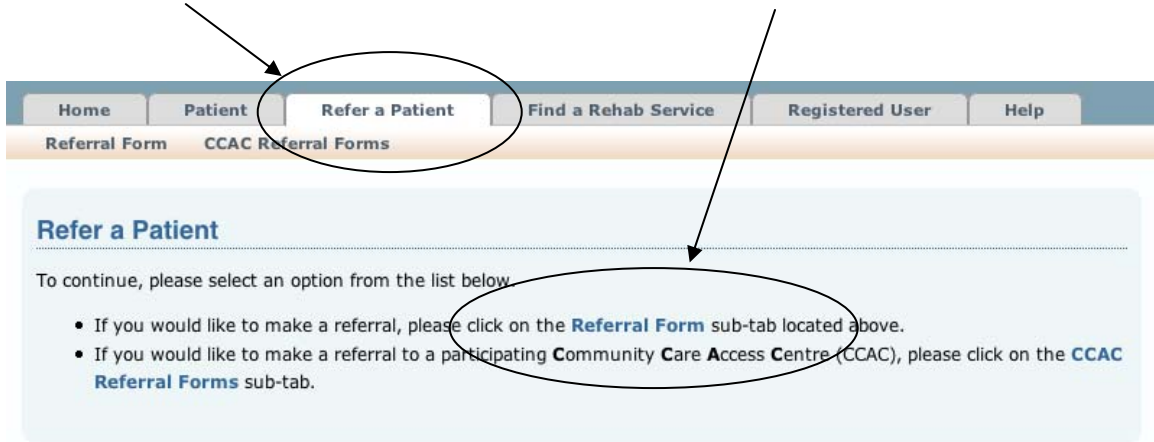 Home Patient Refer a Patient Find a Rehab Service Registered User Help
Referral Form CCAC Referral Forms
Refer a Patient
To continue, please select an option from the list below.
• If you would like to make a referral, please click on the Referral Form sub-tab located above.
• If you would like to make a referral to a participating Community Care Access Centre (CCAC), please click on the CCAC
Referral Forms sub-tab.